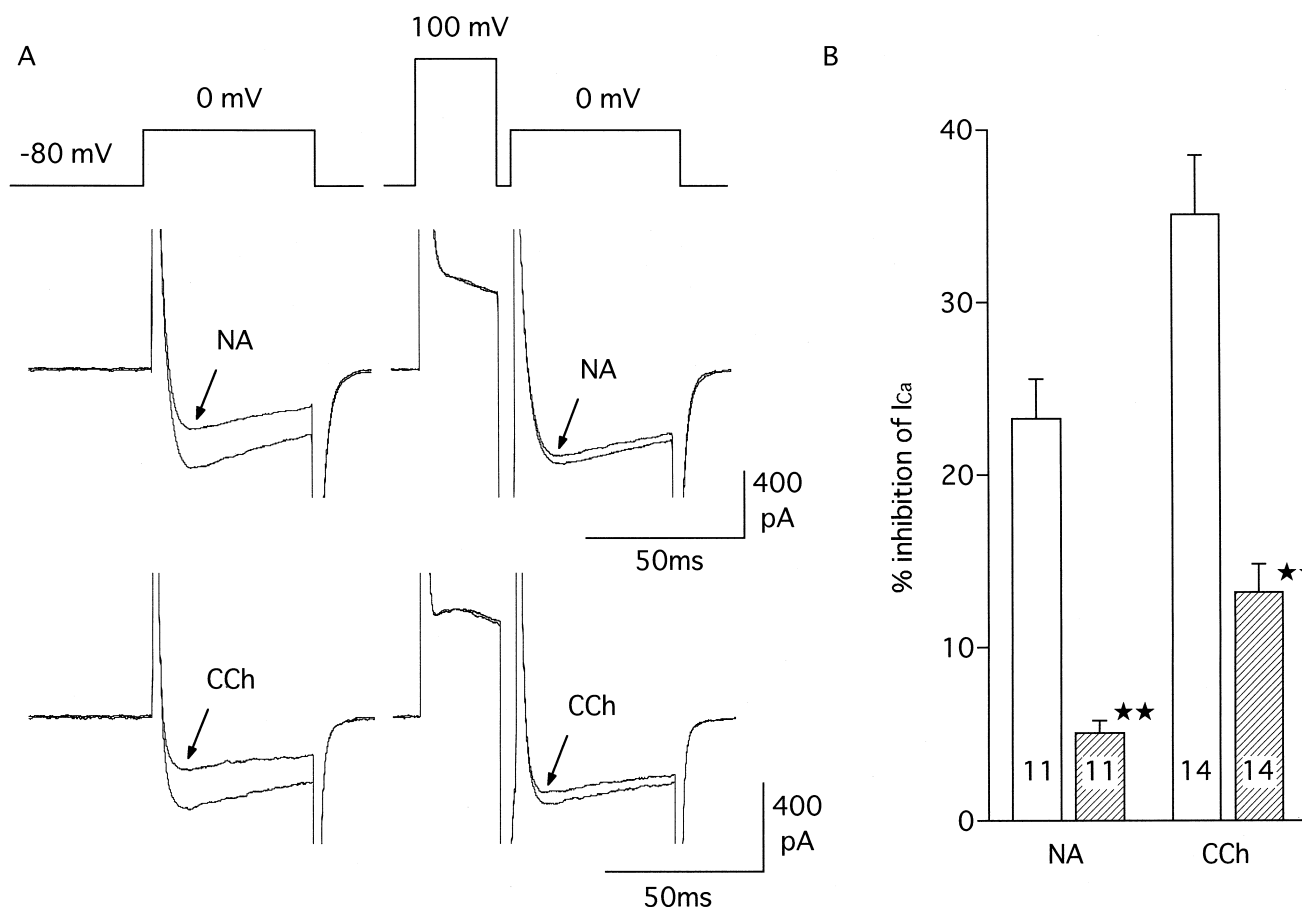 A
100 mV
0 mV
0 mV
-80 mV
NA
NA
400
pA
50ms
CCh
CCh
400
pA
50ms
B
% inhibition of ICa
40
30
20
10
0
★★
★
11
11
14
14
NA
CCh